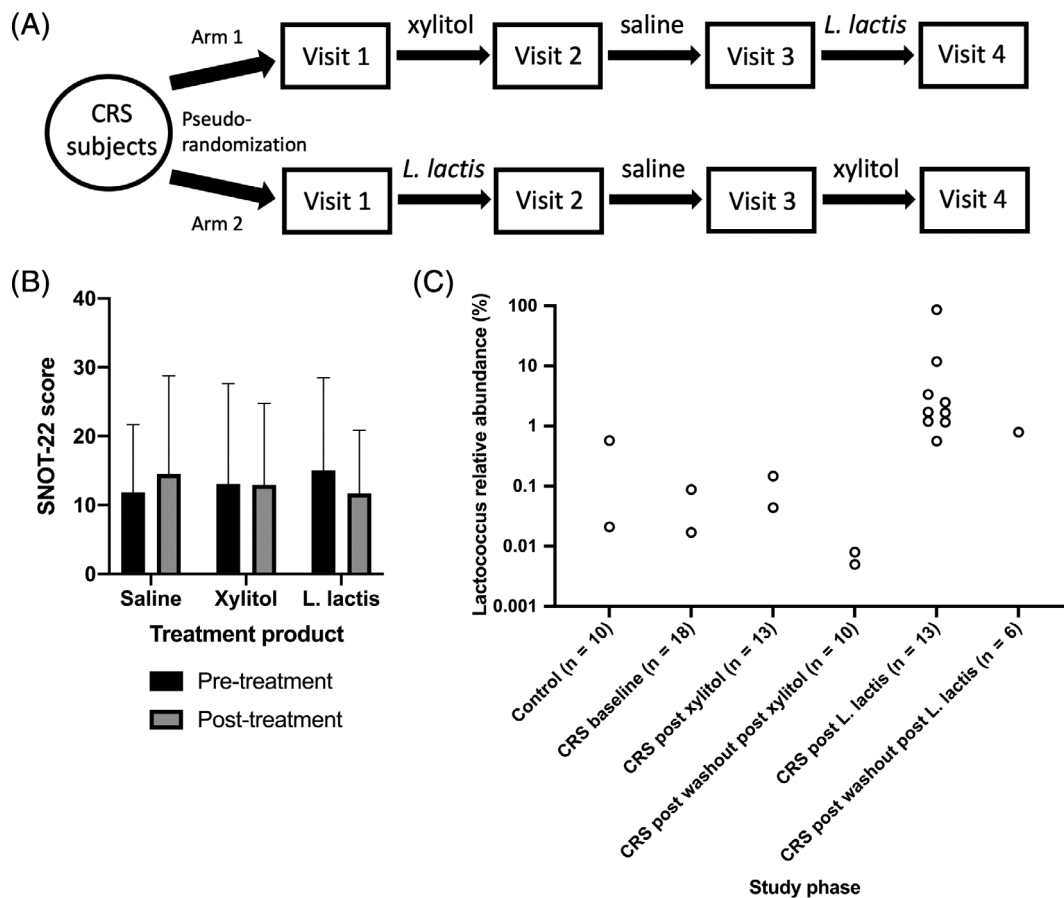 (A)
Arm 1
CRS
subjects
Pseudo-
randomization
Arm 2
Visit 1
xylitol
Visit 2
saline
Visit 3
L. lactis
Visit 4
Visit 1
L. lactis
Visit 2
saline
Visit 3
xylitol
Visit 4
(B)
SNOT-22 score
40
30
20
10
0
Saline
Xylitol
L. lactis
Treatment product
Pre-treatment
Post-treatment
(C)
Lactococcus relative abundance (%)
100
10
1
0.1
0.01
0.001
Control (n = 10)
CRS baseline (n = 18)
CRS post xylitol (n = 13)
CRS post washout post xylitol (n = 10)
CRS post L. lactis (n = 13)
CRS post washout post L. lactis (n = 6)
Study phase